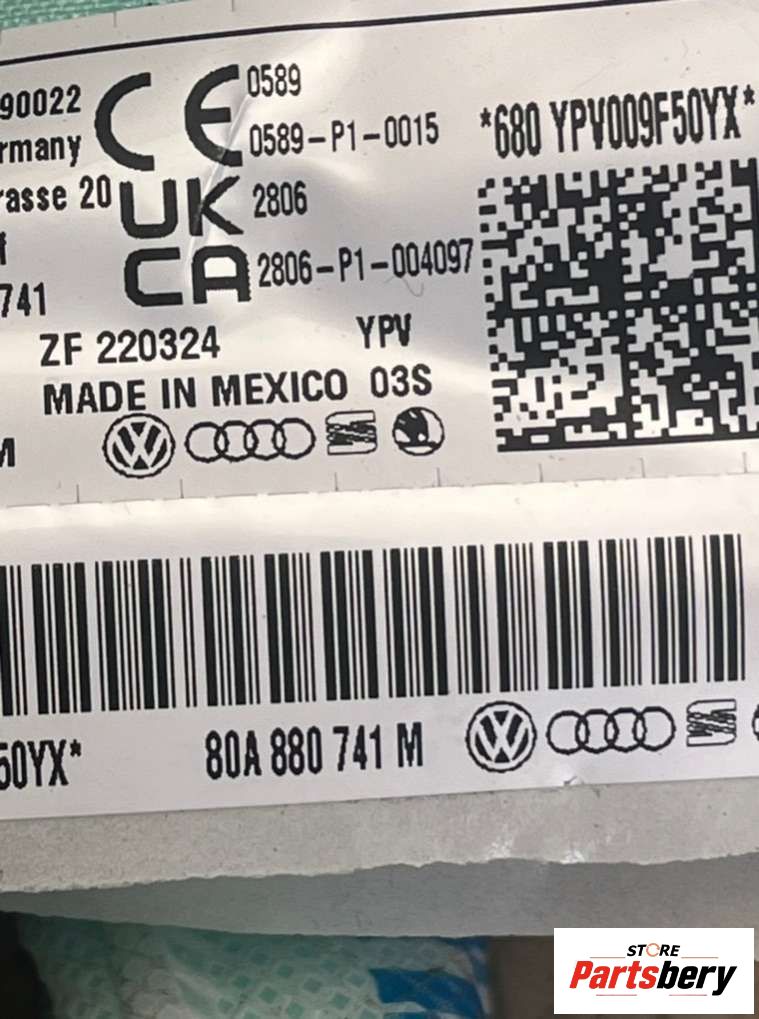 90022
0589
rmany
0589-P1-0015
*680 YPV009F50YX*
rasse 20
UK
2806
CA
2806-P1-004097
741
ZF 220324
YPV
MADE IN MEXICO 03S
M
50YX*
80A 880 741 M
STORE
Partsbery